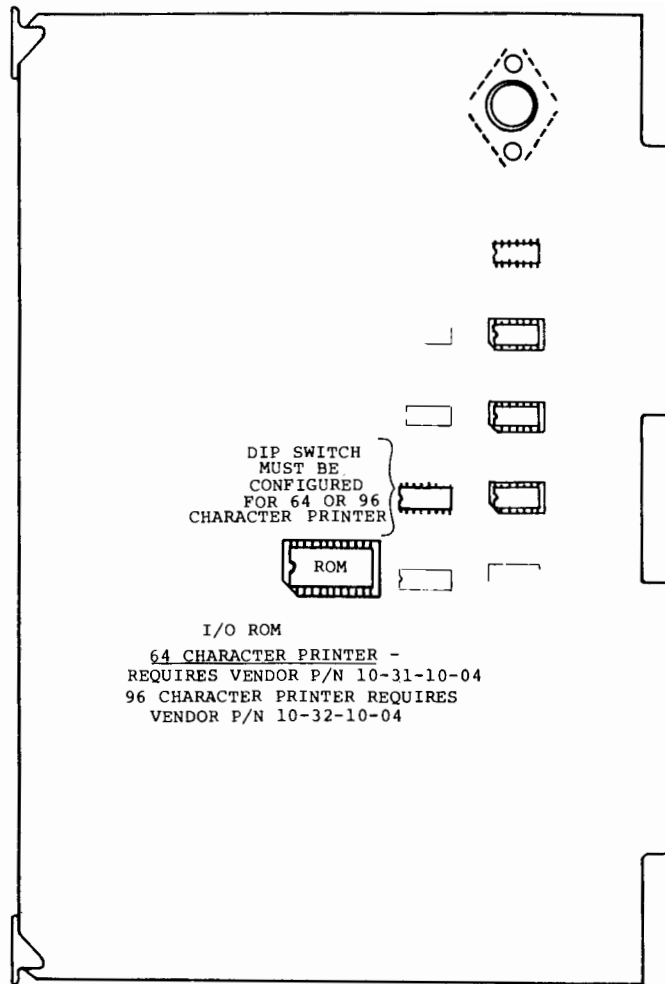 DIP SWITCH
MUST BE
CONFIGURED
FOR 64 OR 96
CHARACTER PRINTER
ROM
I/O ROM
64 CHARACTER PRINTER -
REQUIRES VENDOR P/N 10-31-10-04
96 CHARACTER PRINTER REQUIRES
VENDOR P/N 10-32-10-04